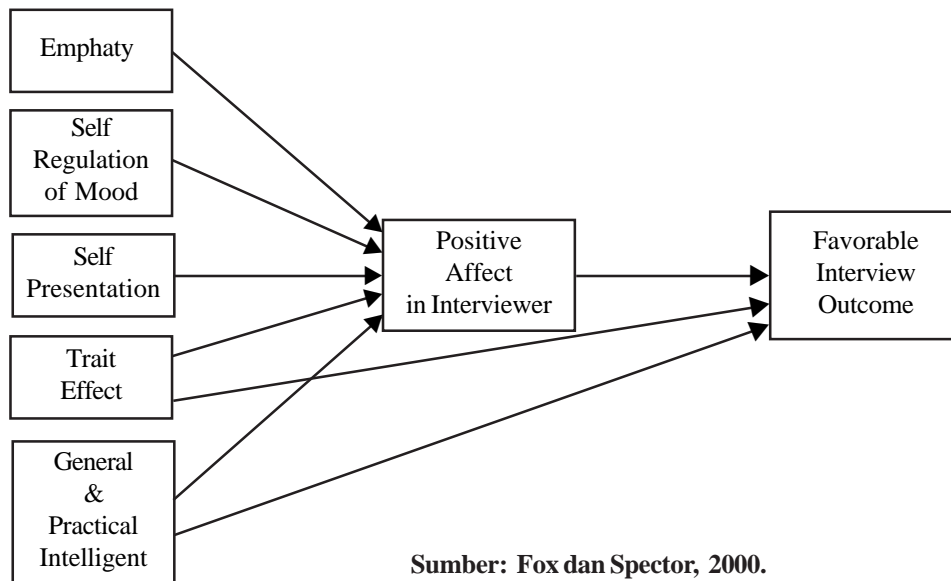 Emphaty
Self
Regulation
of Mood
Self
Presentation
Trait
Effect
General
&
Practical
Intelligent
Positive
Affect
in Interviewer
Favorable
Interview
Outcome
Sumber: Fox dan Spector, 2000.